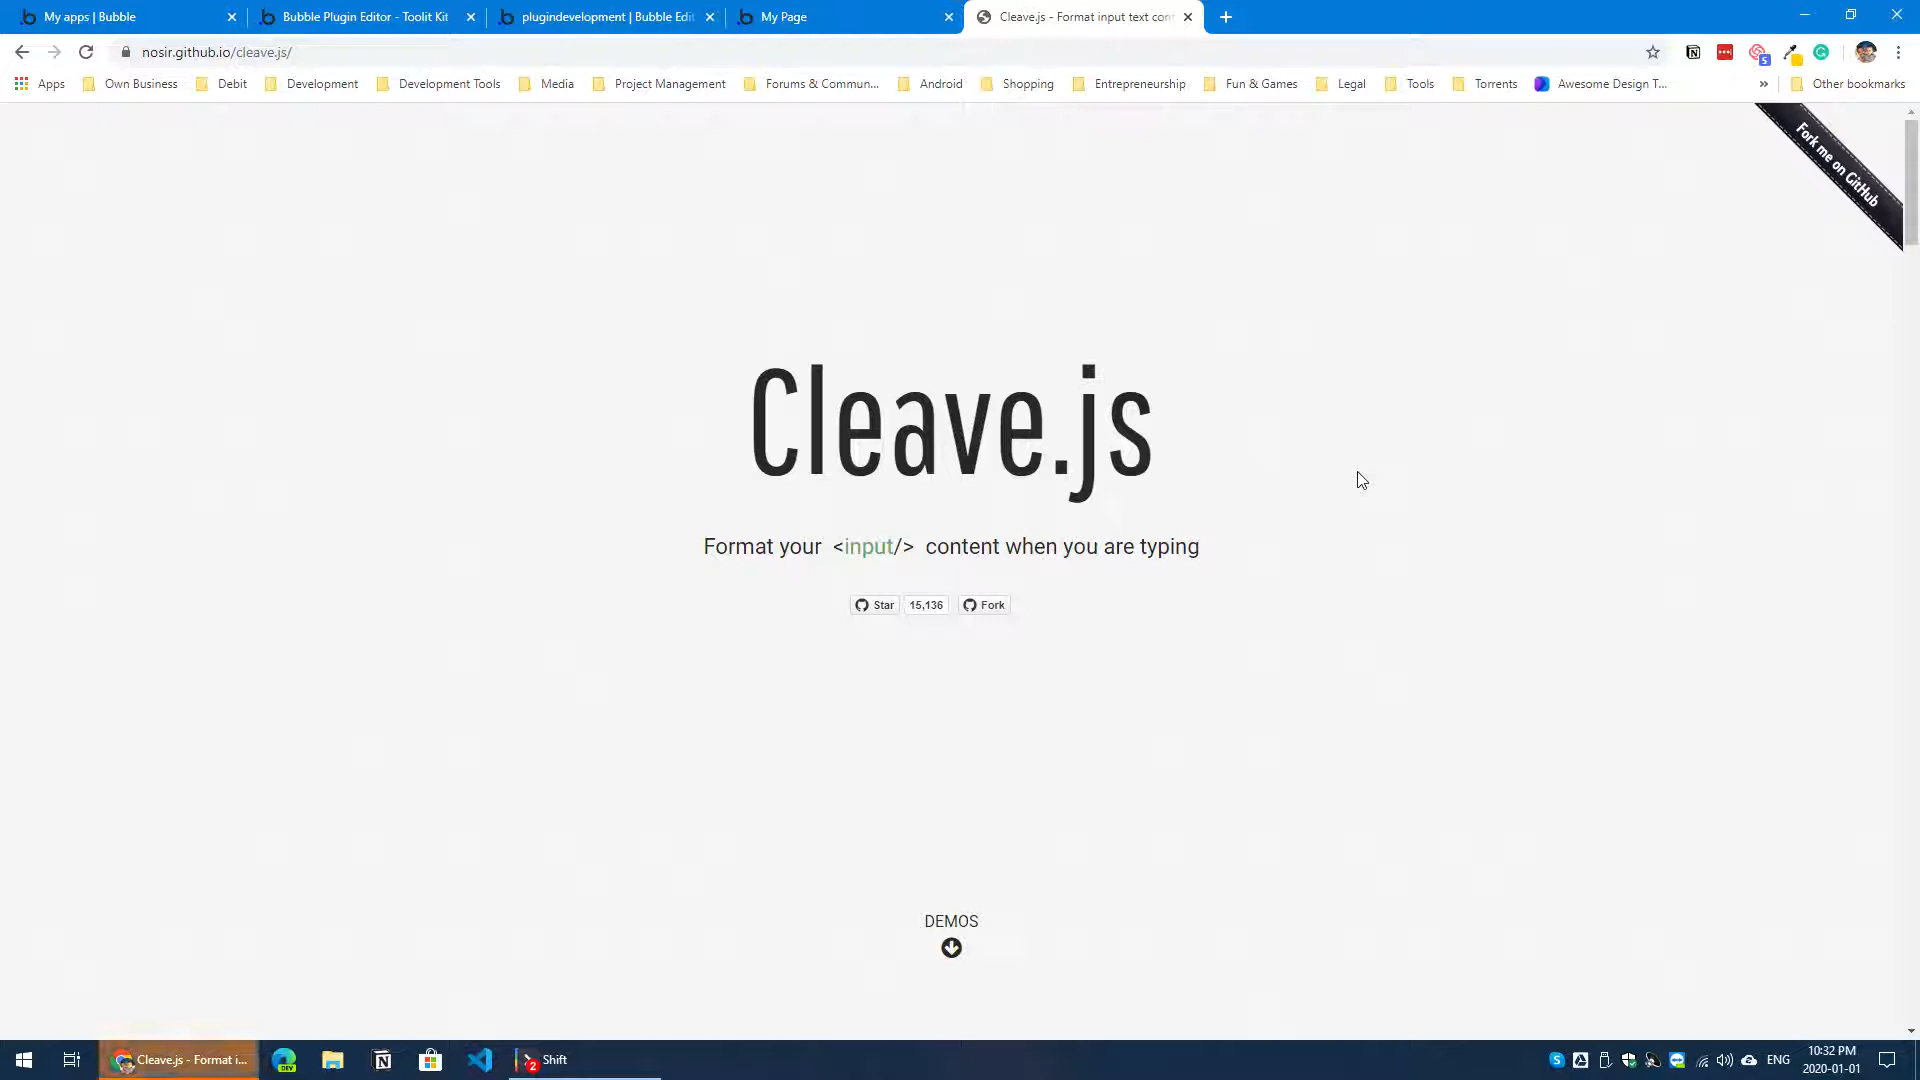 My apps | Bubble
Bubble Plugin Editor - Toolit Kit
plugindevelopment | Bubble Edit
My Page
Cleave.js - Format input text con
nosir.github.io/cleave.js/
Apps
Own Business
Debit
Development
Development Tools
Media
Project Management
Forums & Commun...
Android
Shopping
Entrepreneurship
Fun & Games
Legal
Tools
Torrents
Awesome Design T...
»
Other bookmarks
Fork me on GitHub
Cleave.js
Format your <input/> content when you are typing
Star
15,136
Fork
DEMOS
Cleave.js - Format i...
DEV
2
Shift
ENG
10:32 PM
2020-01-01